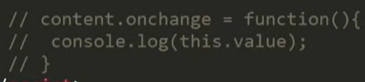 // content.onchange = function(){
//  console.log(this.value);
// }